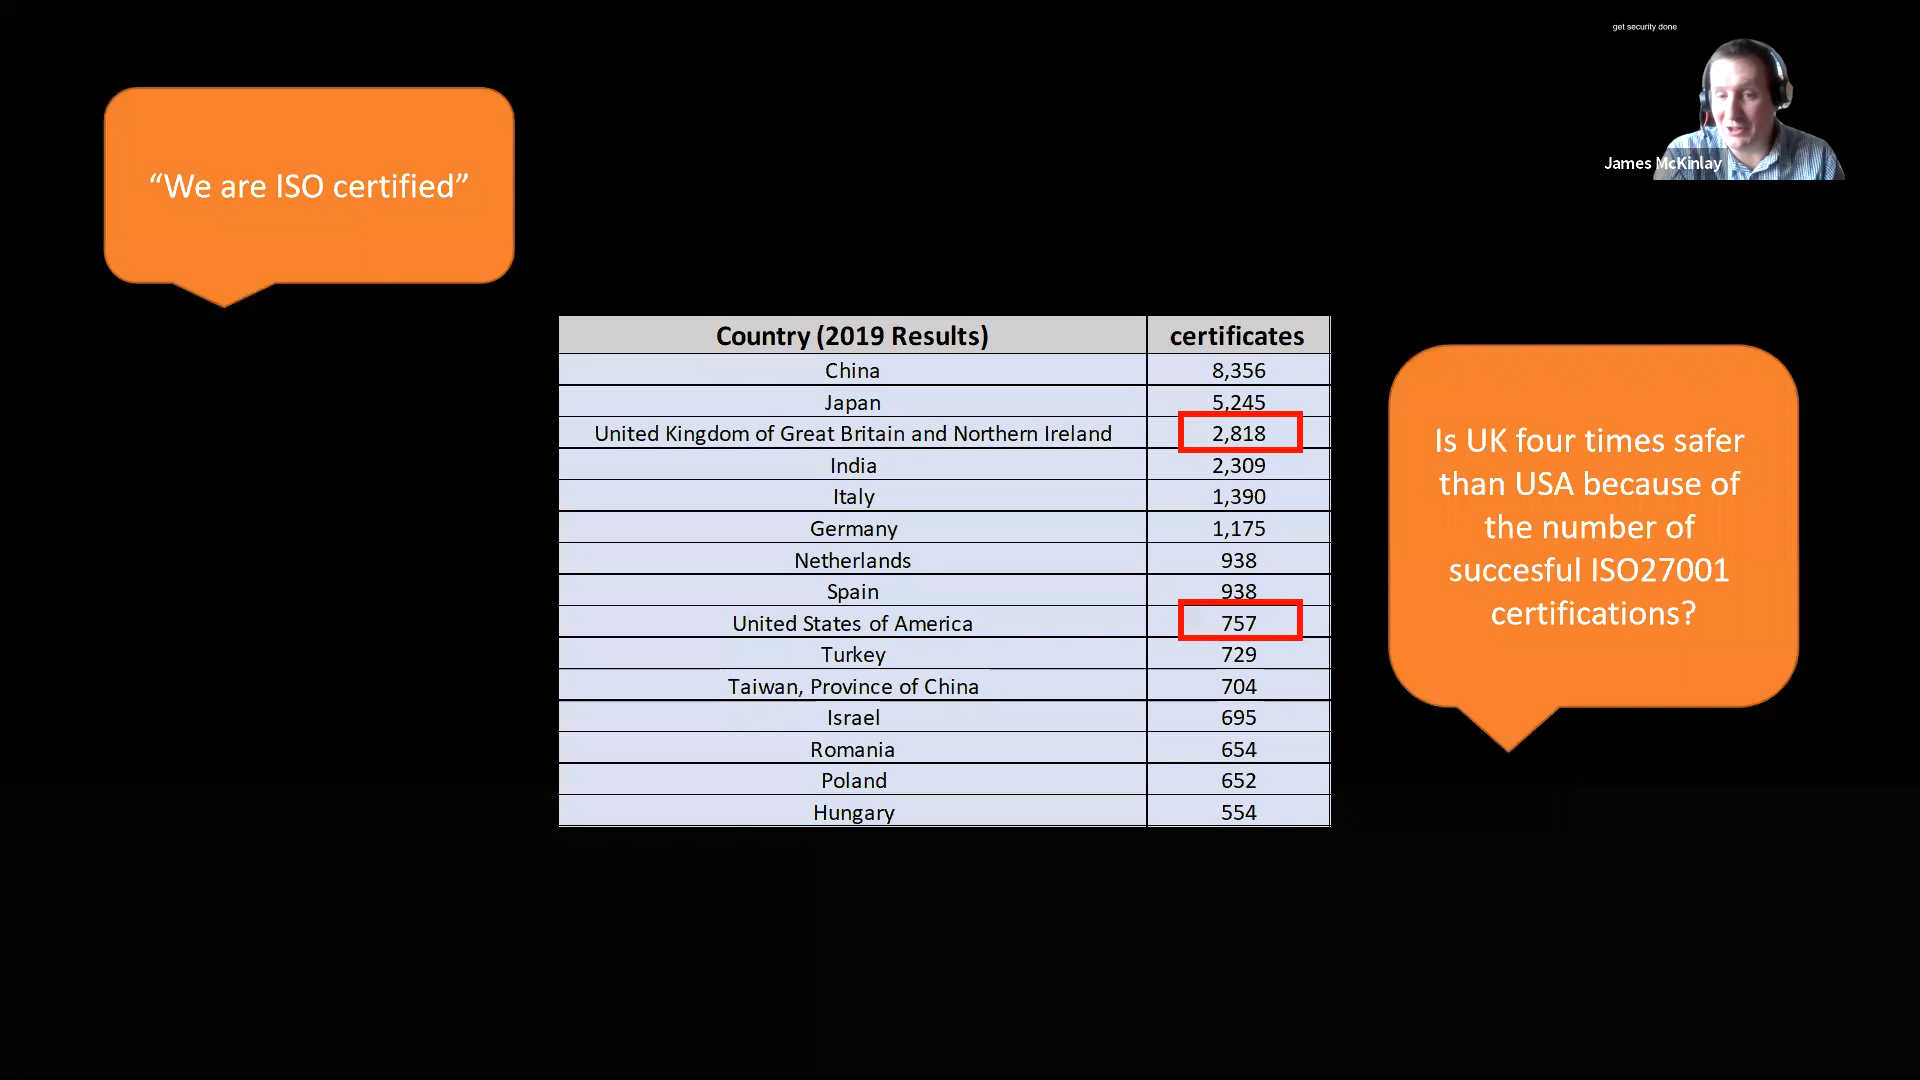 get security done
James McKinlay
“We are ISO certified”
Country (2019 Results) certificates
China 8,356
Japan 5,245
United Kingdom of Great Britain and Northern Ireland 2,818
India 2,309
Italy 1,390
Germany 1,175
Netherlands 938
Spain 938
United States of America 757
Turkey 729
Taiwan, Province of China 704
Israel 695
Romania 654
Poland 652
Hungary 554
Is UK four times safer
than USA because of
the number of
succesful ISO27001
certifications?